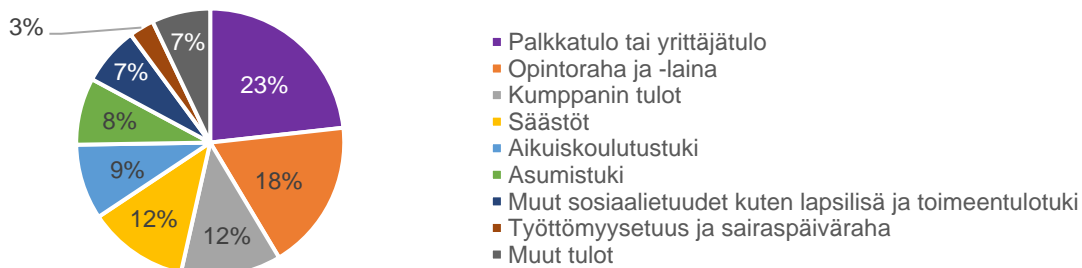 3%
7%
7%
23%
8%
9%
18%
12%
12%
Palkkatulo tai yrittäjätulo
Opintoraha ja -laina
Kumppanin tulot
Säästöt
Aikuiskoulutustuki
Asumistuki
Muut sosiaalietuudet kuten lapsilisä ja toimeentulotuki
Työttömyysetuus ja sairaspäiväraha
Muut tulot